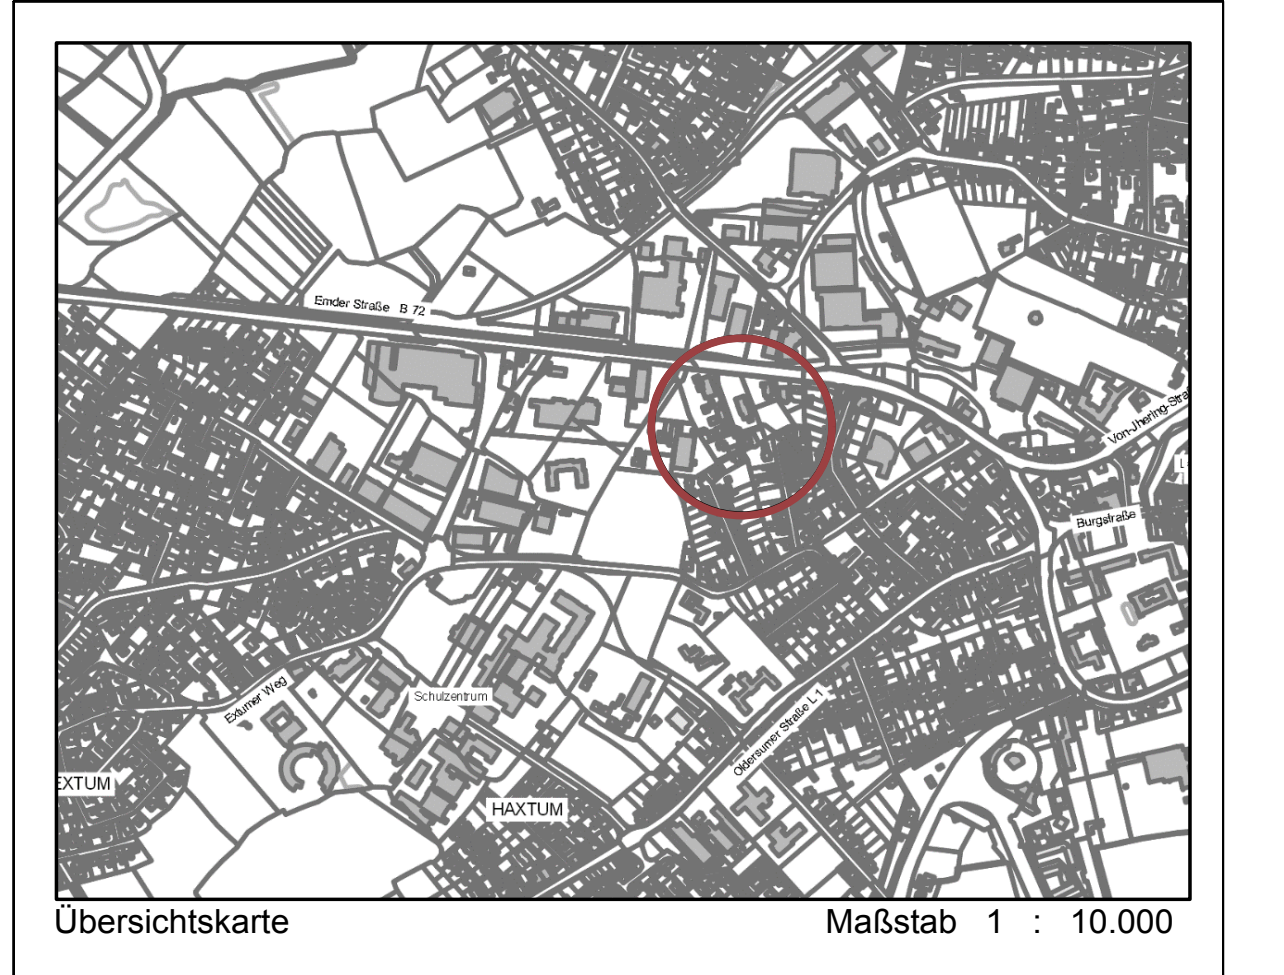 Emder Straße B 72
Von-Jhering-Straß
L
Burgstraße
Extumer Weg
Schulzentrum
Oldersumer Straße L 1
EXTUM
HAXTUM
Übersichtskarte
Maßstab 1 : 10.000